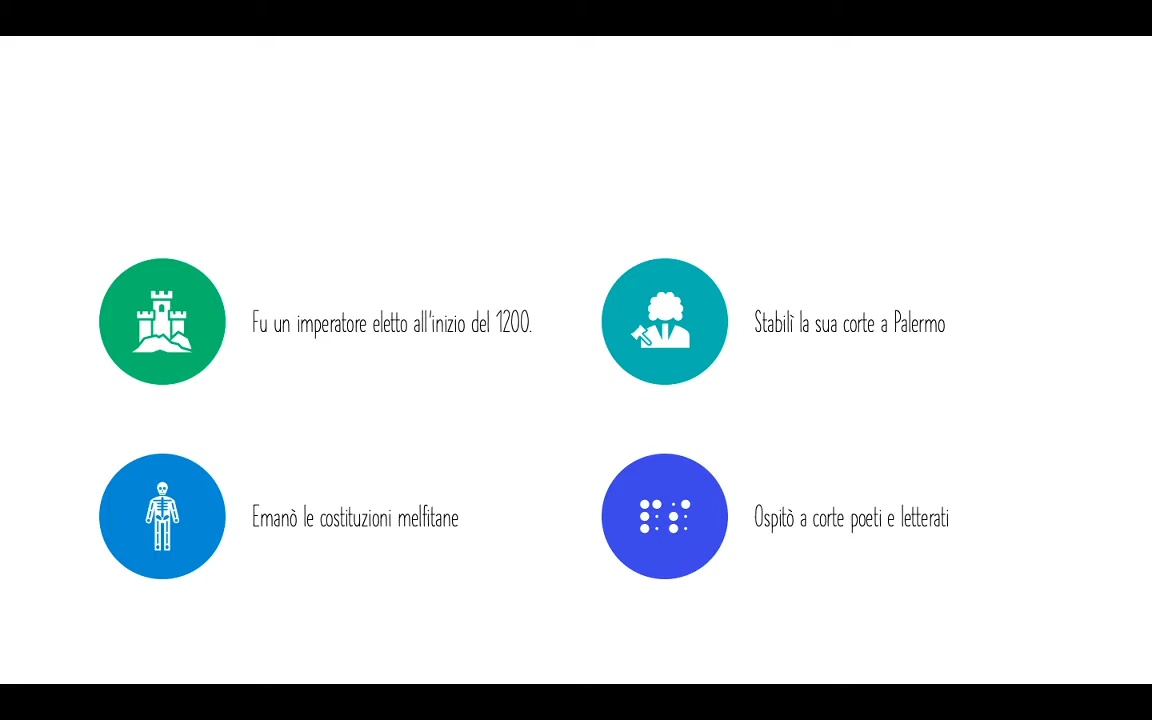 Fu un imperatore eletto all'inizio del 1200.
Stabilì la sua corte a Palermo
Emanò le costituzioni melfitane
Ospitò a corte poeti e letterati